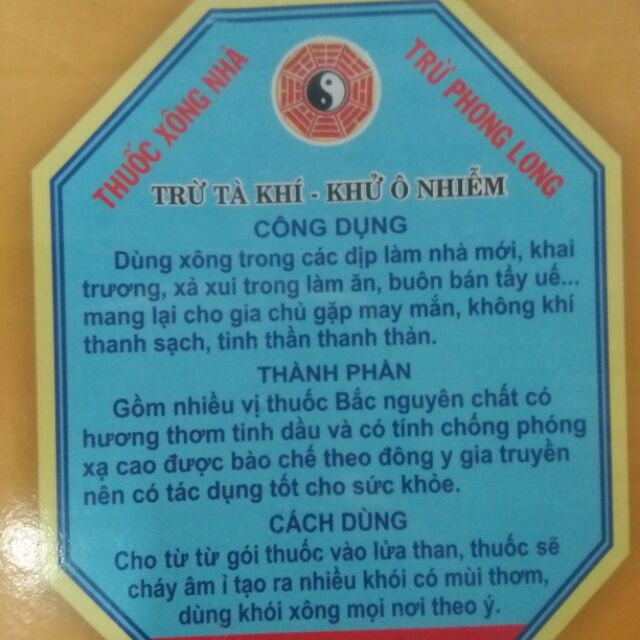 THUỐC XÔNG NHÀ
TRỪ PHONG LONG
TRỪ TÀ KHÍ - KHỬ Ô NHIỄM
CÔNG DỤNG
Dùng xông trong các dịp làm nhà mới, khai
trương, xả xui trong làm ăn, buôn bán tẩy uế...
mang lại cho gia chủ gặp may mắn, không khí
thanh sạch, tinh thần thanh thản.
THÀNH PHẦN
Gồm nhiều vị thuốc Bắc nguyên chất có
hương thơm tinh dầu và có tính chống phóng
xạ cao được bào chế theo đông y gia truyền
nên có tác dụng tốt cho sức khỏe.
CÁCH DÙNG
Cho từ từ gói thuốc vào lửa than, thuốc sẽ
cháy âm ỉ tạo ra nhiều khói có mùi thơm,
dùng khói xông mọi nơi theo ý.